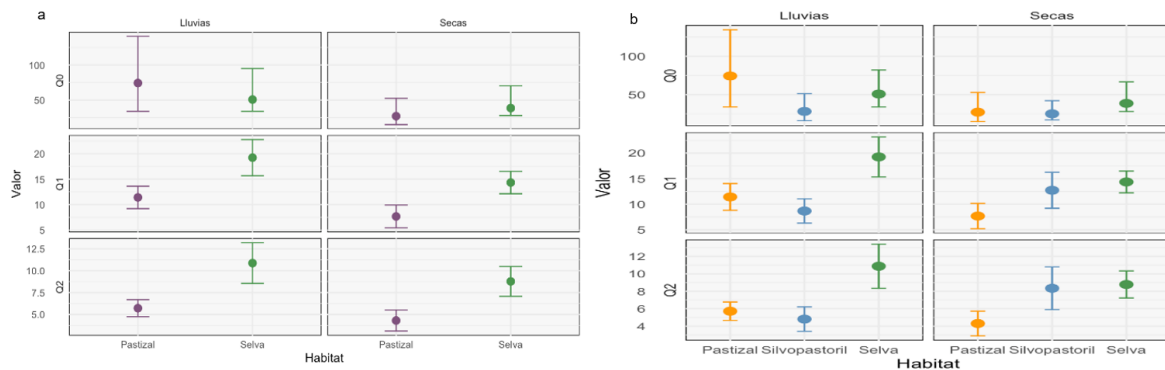 a
Lluvias
Secas
Valor
Q0
100
50
Q1
20
15
10
5
Q2
12.5
10.0
7.5
5.0
Pastizal
Selva
Pastizal
Selva
Habitat
b
Lluvias
Secas
Valor
Q0
100
50
Q1
20
15
10
5
Q2
12
10
8
6
4
Pastizal Silvopastoril Selva
Pastizal Silvopastoril Selva
Habitat